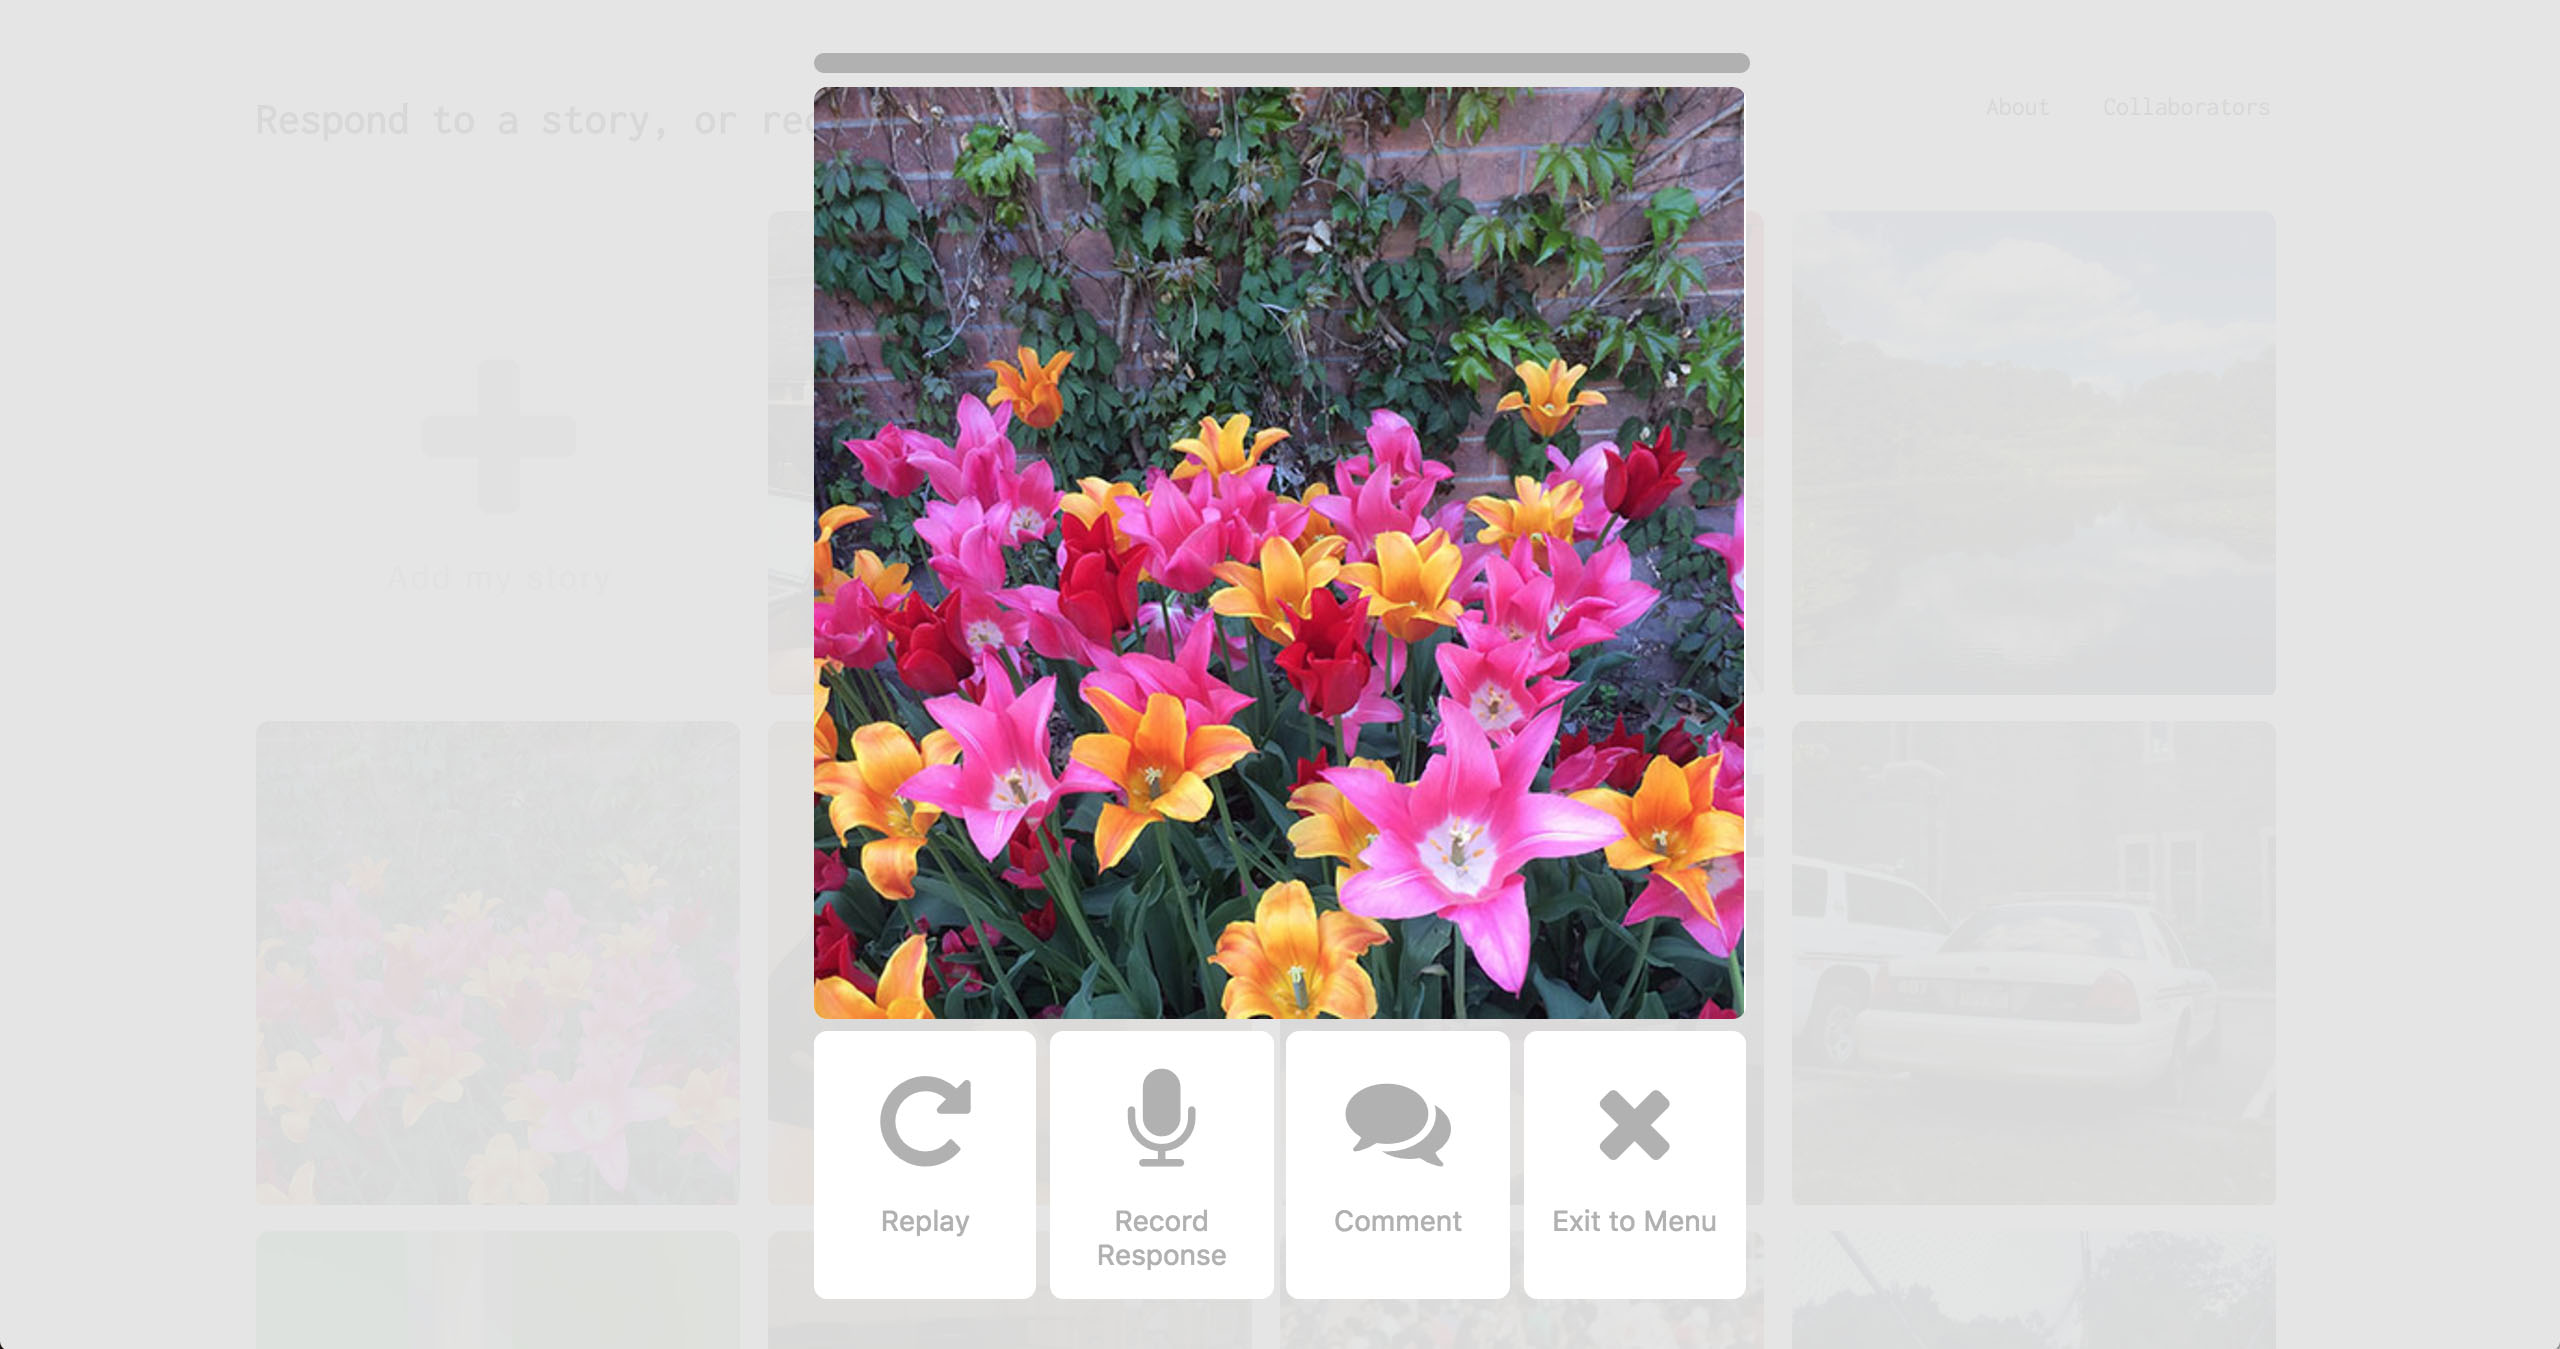 Respond to a story, or rec
About
Collaborators
Add my story
Replay
Record
Response
Comment
Exit to Menu